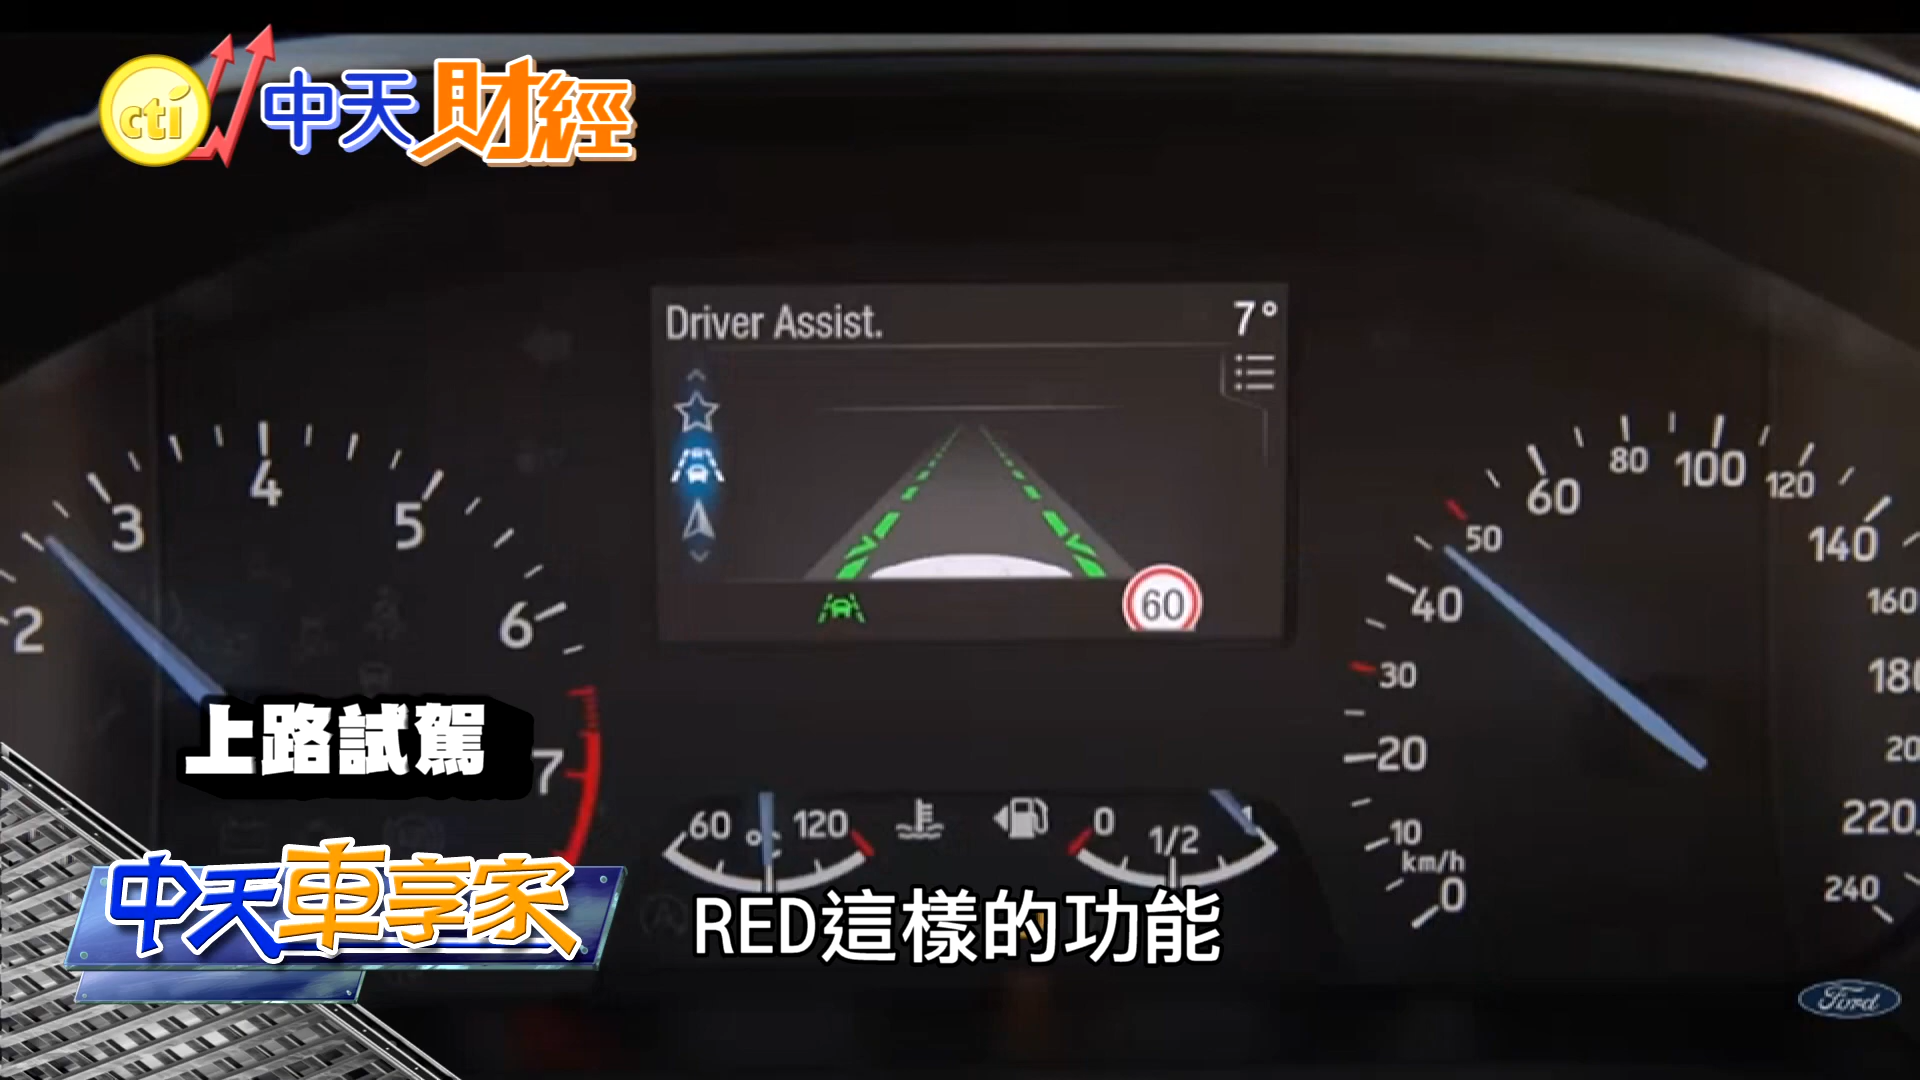 cti 中天財經
Driver Assist. 7°
60
2 3 4 5 6 7
0 10 20 30 40 50 60 80 100 120 140 160 220 240
km/h
60 °C 120
0 1/2 1
上路試駕
中天車享家
RED這樣的功能
Ford